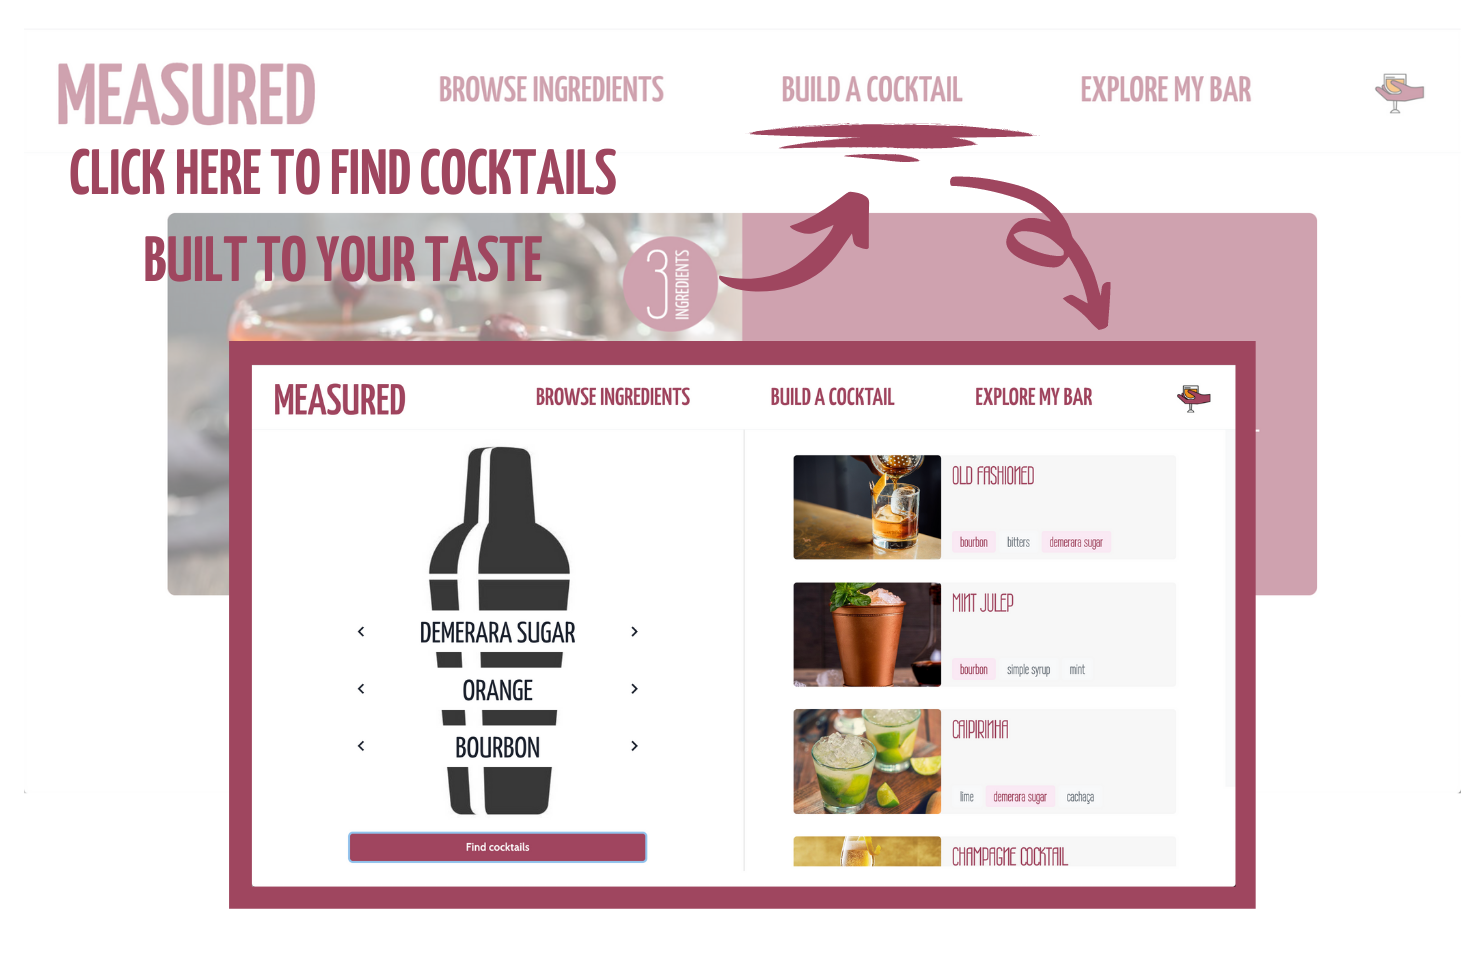 MEASURED
BROWSE INGREDIENTS
BUILD A COCKTAIL
EXPLORE MY BAR
CLICK HERE TO FIND COCKTAILS
BUILT TO YOUR TASTE
3
INGREDIENTS
MEASURED
BROWSE INGREDIENTS
BUILD A COCKTAIL
EXPLORE MY BAR
DEMERARA SUGAR
ORANGE
BOURBON
Find cocktails
OLD FASHIONED
bourbon bitters demerara sugar
MINT JULEP
bourbon simple syrup mint
CAIPIRINHA
lime demerara sugar cachaça
CHAMPAGNE COCKTAIL